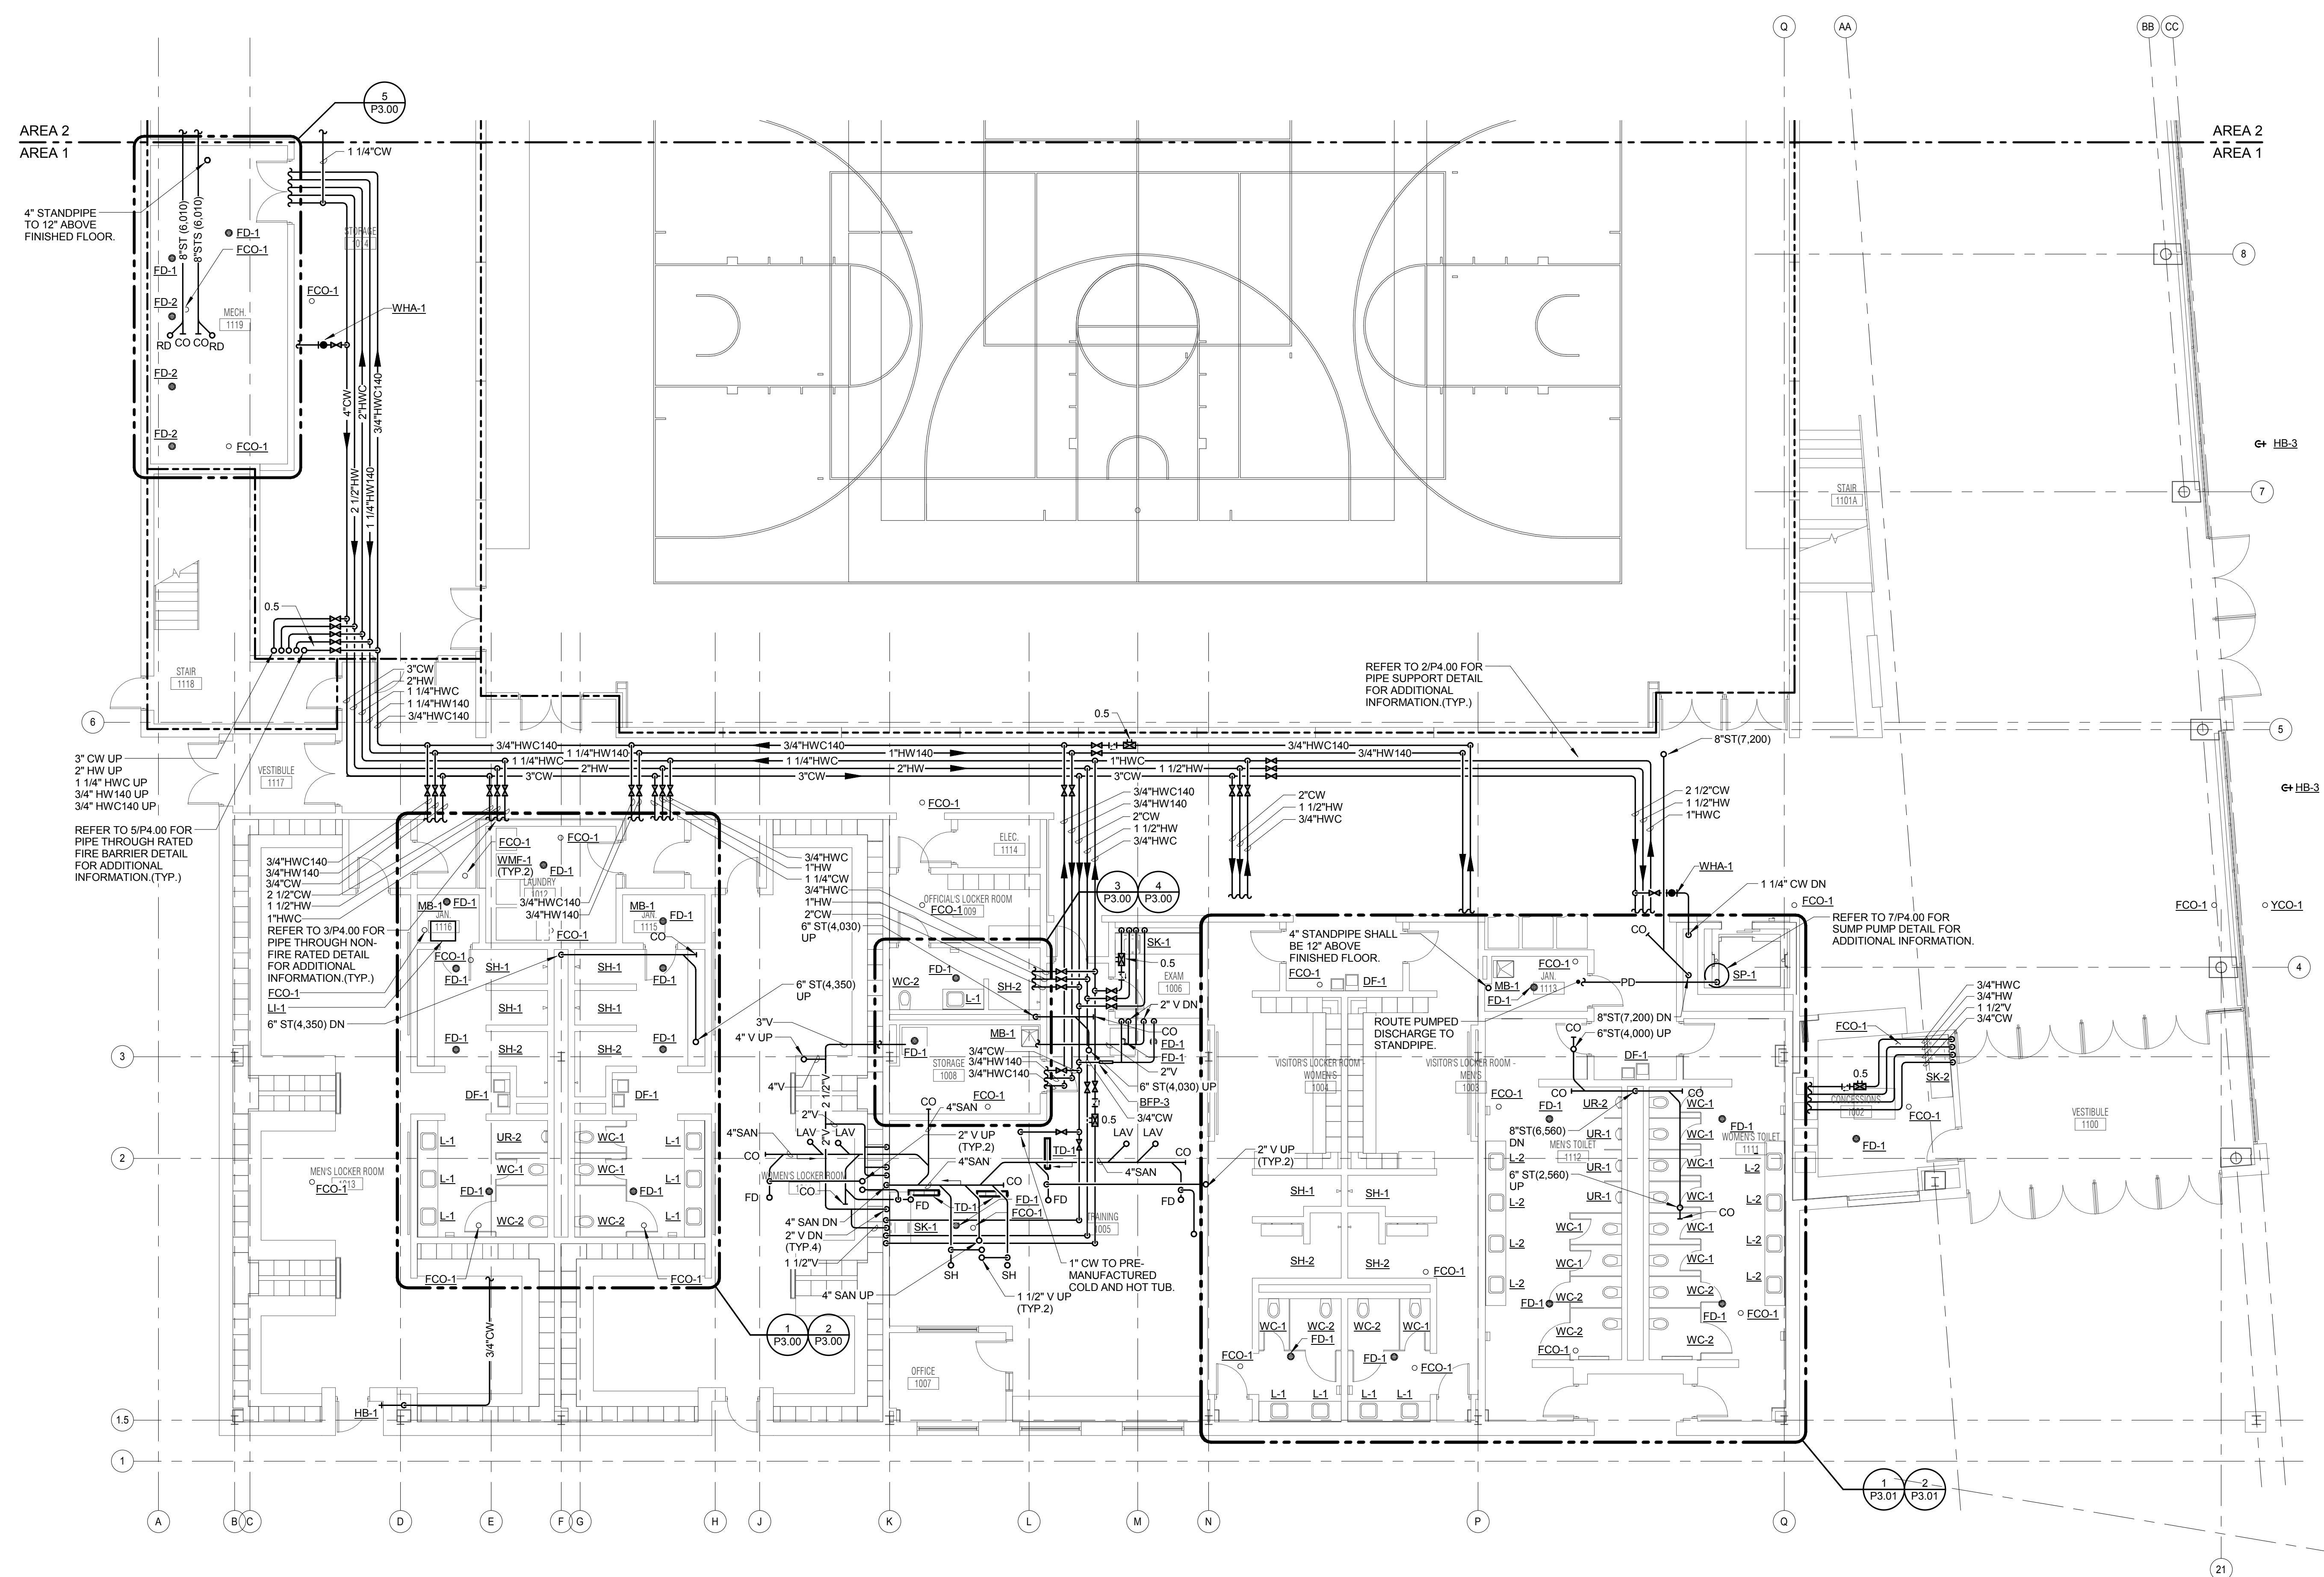 Q
AA
BB
CC
5
P3.00
AREA 2
AREA 1
AREA 2
AREA 1
1 1/4"CW
4" STANDPIPE
TO 12" ABOVE
FINISHED FLOOR.
8"ST (6,010)
8"STS (6,010)
FD-1
FCO-1
STORAGE
FD-1
FD-2
MECH.
1119
FCO-1
WHA-1
RD
CO
CO
RD
FD-2
FD-2
FCO-1
4"CW
2"HWC
3/4"HWC140
2 1/2"HW
1 1/4"HW140
8
HB-3
7
STAIR
1101A
0.5
STAIR
1118
3"CW
2"HW
1 1/4"HWC
1 1/4"HW140
3/4"HWC140
REFER TO 2/P4.00 FOR
PIPE SUPPORT DETAIL
FOR ADDITIONAL
INFORMATION.(TYP.)
6
0.5
5
8"ST(7,200)
3/4"HWC140
3/4"HWC140
3/4"HWC140
1 1/4"HW140
1"HW140
3/4"HW140
1 1/4"HWC
1 1/4"HWC
1"HWC
2"HW
2"HW
1 1/2"HW
3"CW
3"CW
3"CW
3" CW UP
2" HW UP
1 1/4" HWC UP
3/4" HW140 UP
3/4" HWC140 UP
VESTIBULE
1117
HB-3
REFER TO 5/P4.00 FOR
PIPE THROUGH RATED
FIRE BARRIER DETAIL
FOR ADDITIONAL
INFORMATION.(TYP.)
FCO-1
3/4"HWC140
3/4"HW140
2"CW
1 1/2"HW
3/4"HWC
2"CW
1 1/2"HW
3/4"HWC
2 1/2"CW
1 1/2"HW
1"HWC
ELEC.
1114
FCO-1
FCO-1
WMF-1
(TYP.2)
FD-1
LAUNDRY
1012
3/4"HWC140
3/4"HW140
3/4"CW
2 1/2"CW
1 1/2"HW
1"HWC
REFER TO 3/P4.00 FOR
PIPE THROUGH NON-
FIRE RATED DETAIL
FOR ADDITIONAL
INFORMATION.(TYP.)
FCO-1
LI-1
6" ST(4,350) DN
3/4"HWC140
3/4"HW140
MB-1
FD-1
JAN.
1116
MB-1
JAN.
1115
FD-1
CO
FCO-1
3/4"HWC
1"HW
1 1/4"CW
3/4"HWC
1"HW
2"CW
6" ST(4,030)
UP
3
P3.00
4
P3.00
OFFICIAL'S LOCKER ROOM
FCO-1
1009
WHA-1
1 1/4" CW DN
FCO-1
REFER TO 7/P4.00 FOR
SUMP PUMP DETAIL FOR
ADDITIONAL INFORMATION.
FCO-1
YCO-1
4" STANDPIPE SHALL
BE 12" ABOVE
FINISHED FLOOR.
CO
FCO-1
FD-1
SH-1
SH-1
FD-1
SH-1
SH-1
FD-1
SH-2
SH-2
FD-1
DF-1
DF-1
6" ST(4,350)
UP
WC-2
FD-1
L-1
SH-2
SK-1
0.5
EXAM
1006
2" V DN
FCO-1
DF-1
MB-1
FD-1
FCO-1
JAN.
1113
PD
SP-1
4
8"ST(7,200) DN
ROUTE PUMPED
DISCHARGE TO
STANDPIPE.
CO
6"ST(4,000) UP
DF-1
3/4"HWC
3/4"HW
1 1/2"V
3/4"CW
FCO-1
SK-2
0.5
CONCESSIONS
1002
FCO-1
FD-1
VESTIBULE
1100
3"V
4" V UP
3
4"V
2 1/2"V
2"V
2"V
FD-1
STORAGE
1008
MB-1
3/4"CW
3/4"HW140
3/4"HWC140
FCO-1
CO
FD-1
FD-1
2"V
6" ST(4,030) UP
BFP-3
3/4"CW
0.5
VISITOR'S LOCKER ROOM -
WOMEN'S
1004
VISITOR'S LOCKER ROOM -
MEN'S
1003
FCO-1
4"SAN
LAV
LAV
CO
CO
4"SAN
2" V UP
(TYP.2)
4"SAN
TD-1
LAV
LAV
CO
4"SAN
2" V UP
(TYP.2)
2
MEN'S LOCKER ROOM
FCO-1
L-1
UR-2
WC-1
L-1
L-1
WC-1
WC-1
L-1
FD-1
FD-1
L-1
WC-2
WC-2
L-1
FCO-1
FCO-1
FD
WOMEN'S LOCKER ROOM
CO
FD
CO
TD-1
FD-1
FCO-1
FD
FD
SK-1
TRAINING
1005
4" SAN DN
2" V DN
(TYP.4)
1 1/2"V
4" SAN UP
SH
SH
1 1/2" V UP
(TYP.2)
1" CW TO PRE-
MANUFACTURED
COLD AND HOT TUB.
SH-1
SH-1
SH-2
SH-2
FCO-1
CO
FD-1
UR-2
WC-1
8"ST(6,560)
DN
UR-1
WC-1
FD-1
MEN'S TOILET
1112
WOMEN'S TOILET
1111
L-2
UR-1
WC-1
L-2
6" ST(2,560)
UP
UR-1
WC-1
L-2
L-2
CO
WC-1
WC-1
L-2
L-2
WC-1
WC-1
L-2
L-2
WC-2
WC-2
FD-1
FD-1
FCO-1
WC-2
WC-2
FCO-1
3/4"CW
1
P3.00
2
P3.00
OFFICE
1007
WC-1
WC-2
WC-2
WC-1
FD-1
FD-1
FCO-1
FCO-1
L-1
L-1
L-1
L-1
HB-1
1.5
1
1
P3.01
2
P3.01
A
B
C
D
E
F
G
H
J
K
L
M
N
P
Q
21